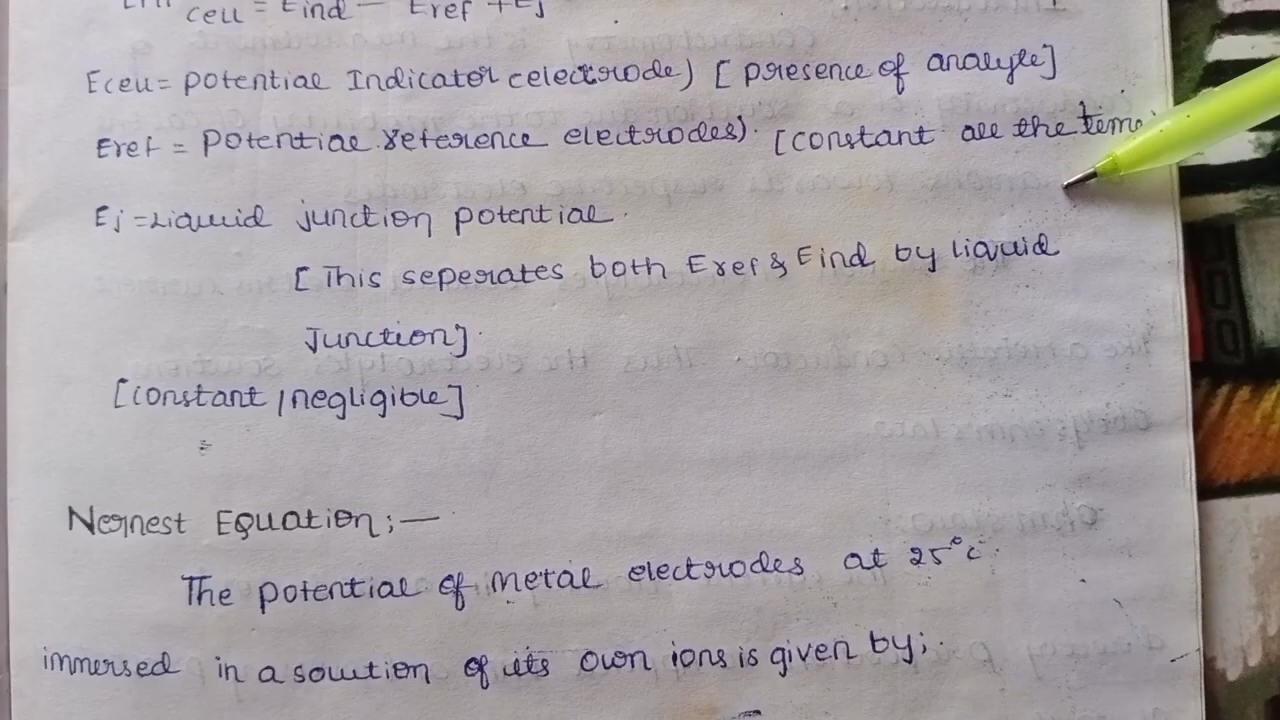 cell = Eind - Eref + Ej
Ecell = potential Indicator celectrode) [ presence of analyte]
Eref = potential reference electrodes). [constant all the time
Ej = Liquid junction potential.
[ This seperates both Eref & Eind by liquid
Junction].
[constant / negligible]
Nernest Equation;—
The potential of metal electrodes at 25°c.
immersed in a solution of its own ions is given by;